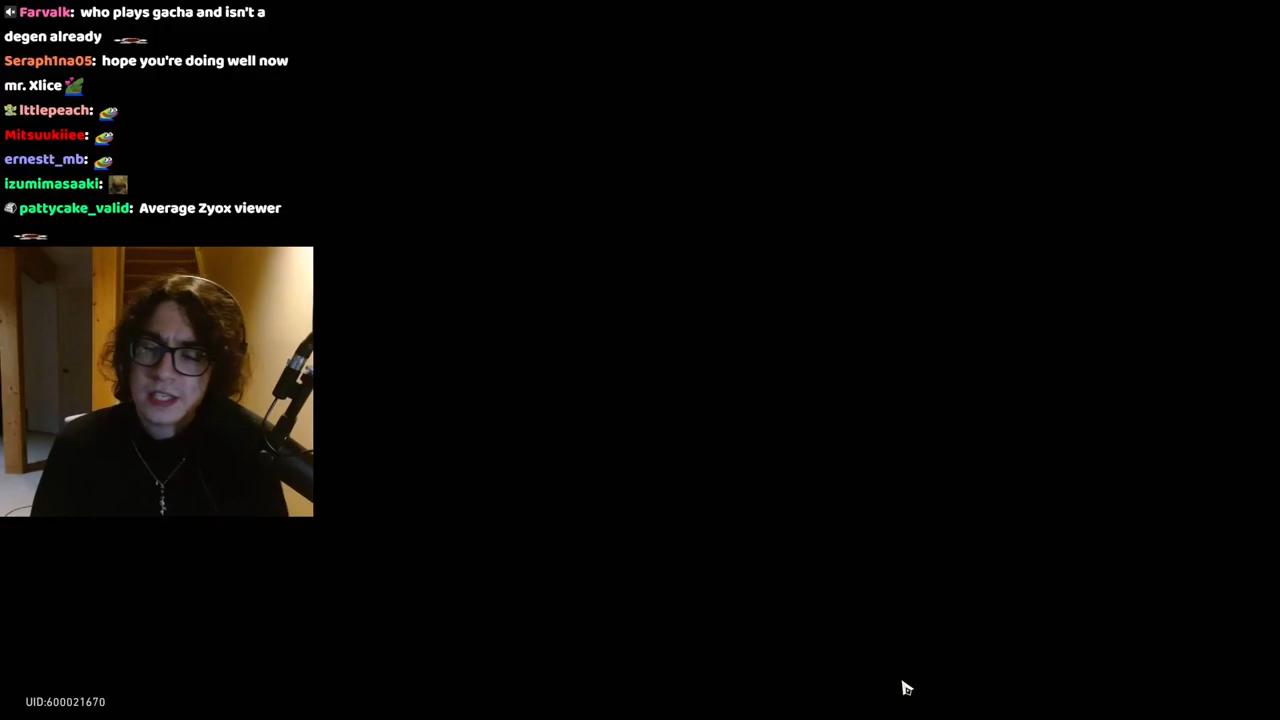 Farvalk: who plays gacha and isn't a
degen already
Seraph1na05: hope you're doing well now
mr. Xlice
lttlepeach:
Mitsuukiiee:
ernestt_mb:
izumimasaaki:
pattycake_valid: Average Zyox viewer
UID:600021670